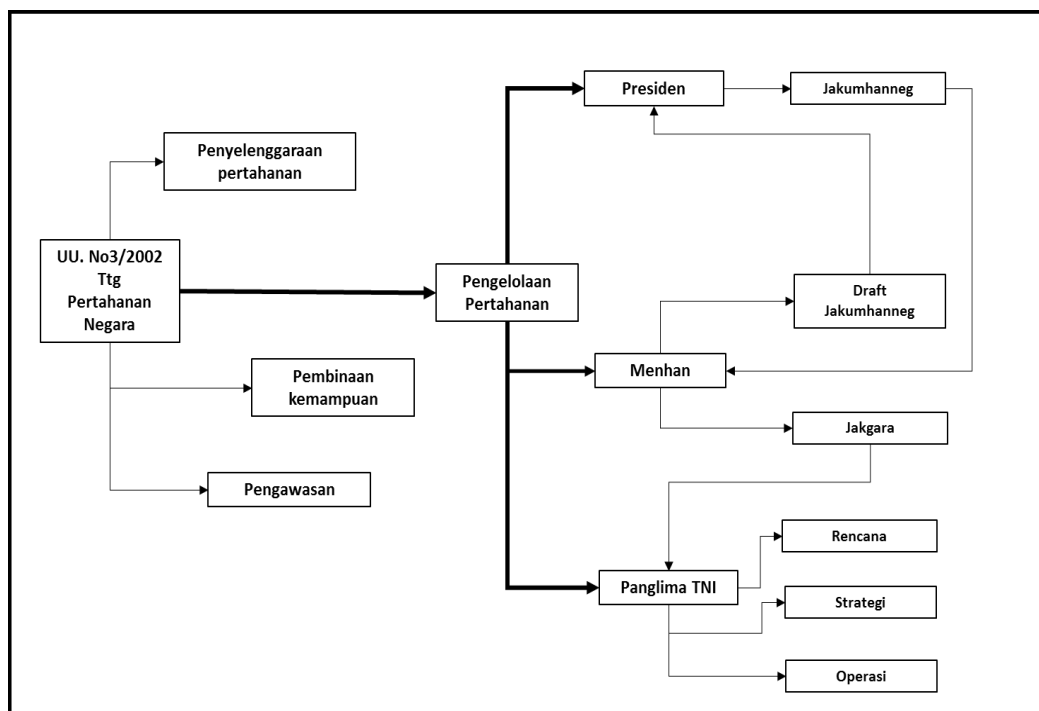 Presiden
Jakumhanneg
Penyelenggaraan
pertahanan
UU. No3/2002
Ttg
Pertahanan
Negara
Pengelolaan
Pertahanan
Draft
Jakumhanneg
Menhan
Pembinaan
kemampuan
Jakgara
Pengawasan
Rencana
Panglima TNI
Strategi
Operasi